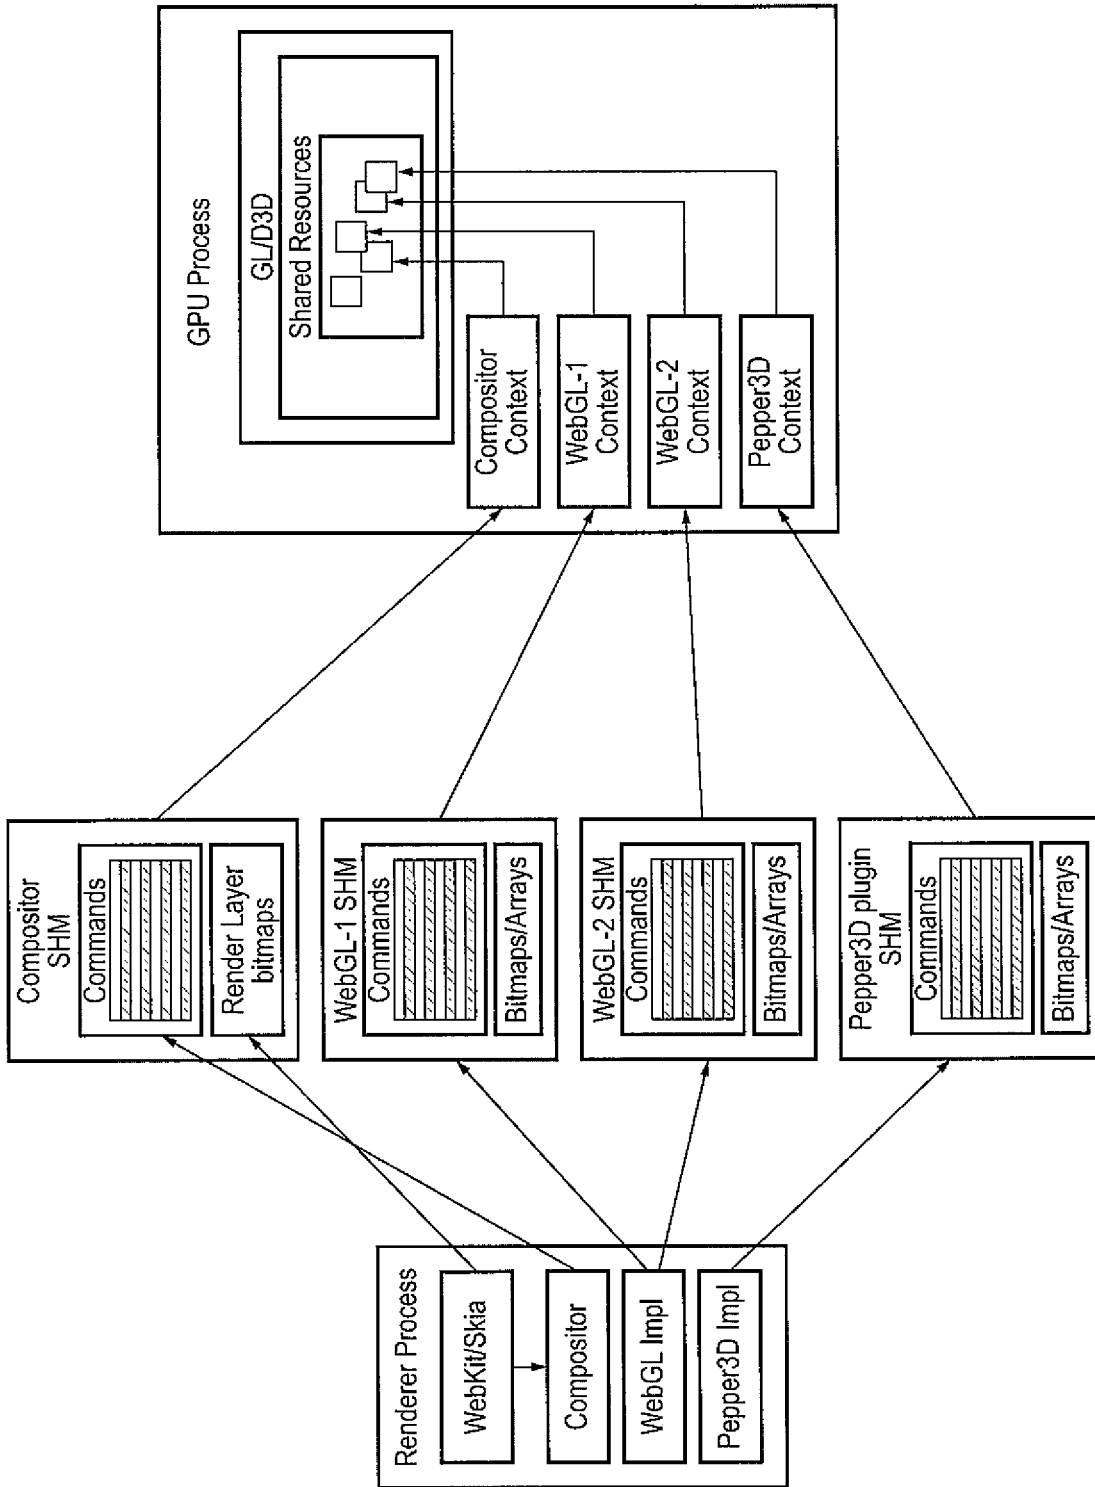 Renderer Process
WebKit/Skia
Compositor
WebGL Impl
Pepper3D Impl
Compositor
SHM
Commands
Render Layer
bitmaps
WebGL-1 SHM
Commands
Bitmaps/Arrays
WebGL-2 SHM
Commands
Bitmaps/Arrays
Pepper3D plugin
SHM
Commands
Bitmaps/Arrays
GPU Process
GL/D3D
Shared Resources
Compositor
Context
WebGL-1
Context
WebGL-2
Context
Pepper3D
Context